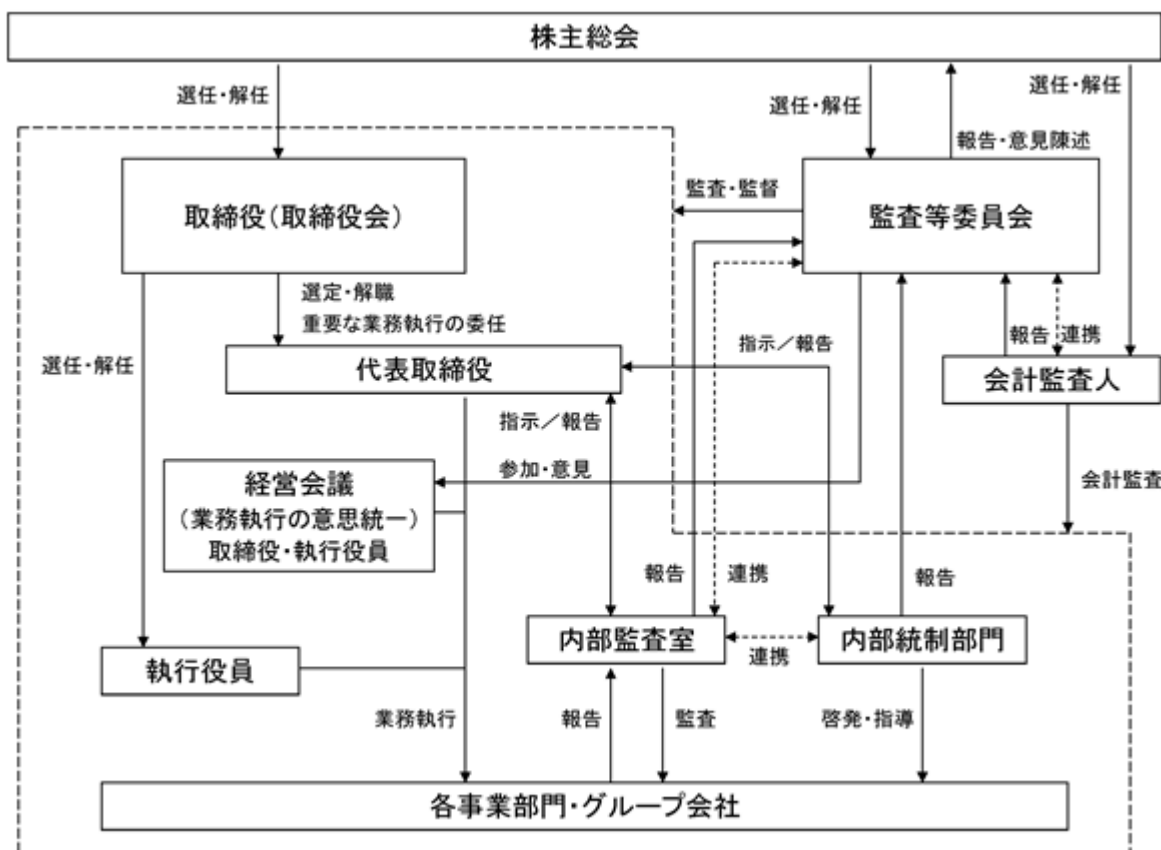 株主総会
選任・解任
選任・解任
選任・解任
報告・意見陳述
取締役(取締役会)
監査・監督
監査等委員会
選定・解職
重要な業務執行の委任
選任・解任
指示／報告
報告
連携
代表取締役
会計監査人
指示／報告
参加・意見
会計監査
経営会議
(業務執行の意思統一)
取締役・執行役員
報告
連携
報告
内部監査室
連携
内部統制部門
執行役員
業務執行
報告
監査
啓発・指導
各事業部門・グループ会社